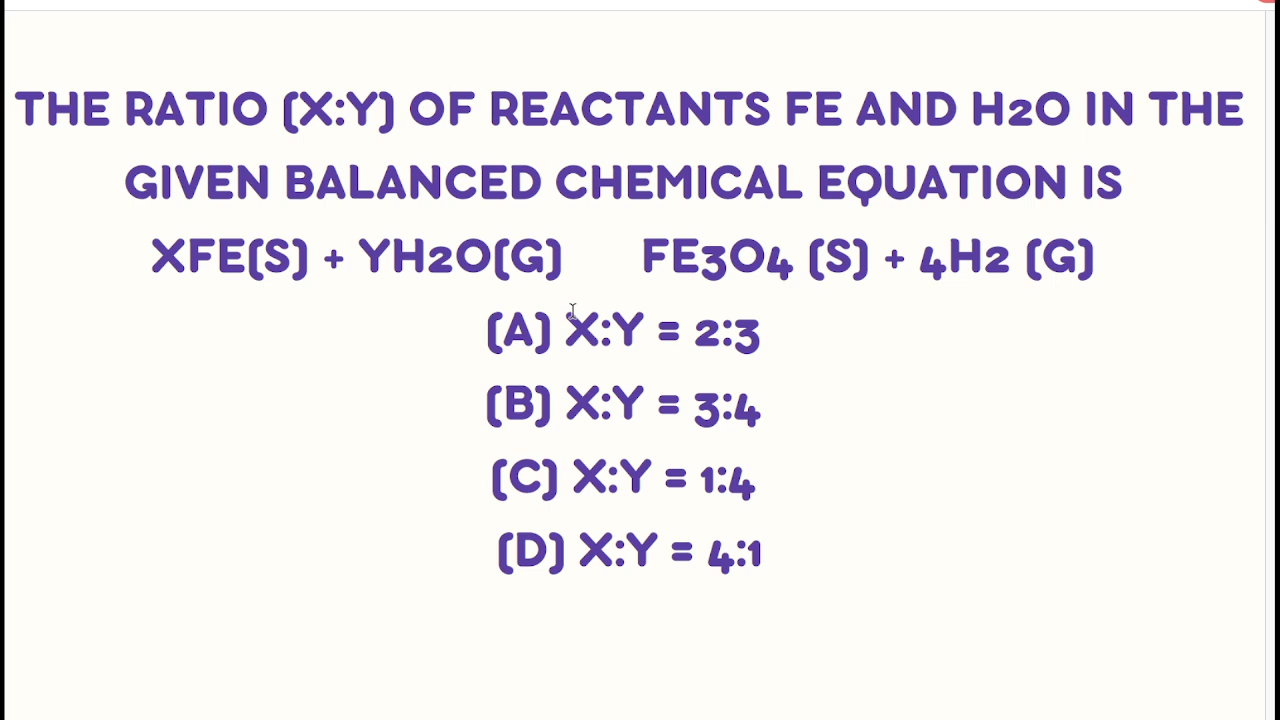 THE RATIO (X:Y) OF REACTANTS FE AND H2O IN THE
GIVEN BALANCED CHEMICAL EQUATION IS
XFE(S) + YH2O(G) FE3O4 (S) + 4H2 (G)
(A) X:Y = 2:3
(B) X:Y = 3:4
(C) X:Y = 1:4
(D) X:Y = 4:1